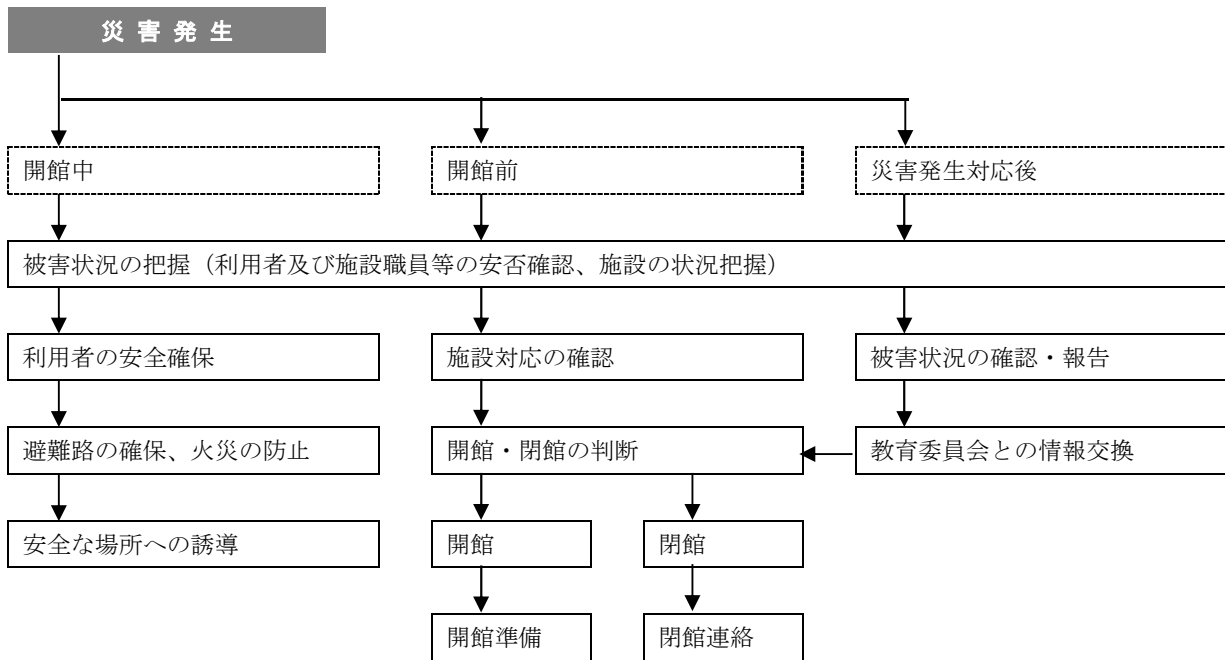 災害発生
開館中
開館前
災害発生対応後
被害状況の把握（利用者及び施設職員等の安否確認、施設の状況把握）
利用者の安全確保
施設対応の確認
被害状況の確認・報告
避難路の確保、火災の防止
開館・閉館の判断
教育委員会との情報交換
安全な場所への誘導
開館
閉館
開館準備
閉館連絡